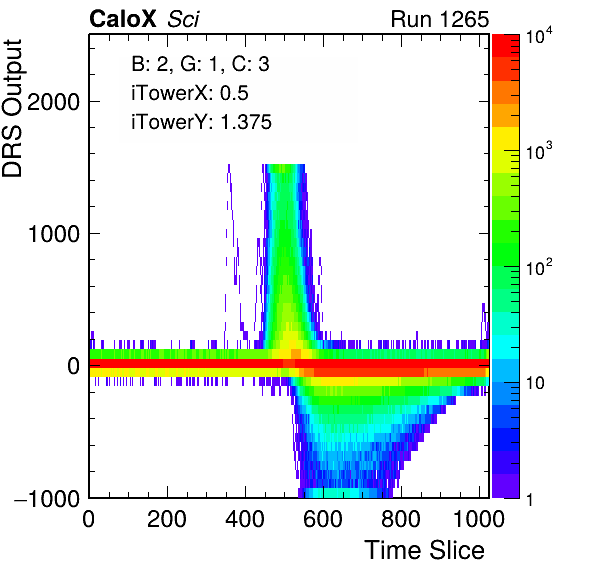 CaloX Sci Run 1265
B: 2, G: 1, C: 3
iTowerX: 0.5
iTowerY: 1.375
DRS Output
2000
1000
0
−1000
0 200 400 600 800 1000
Time Slice
10⁴
10³
10²
10
1